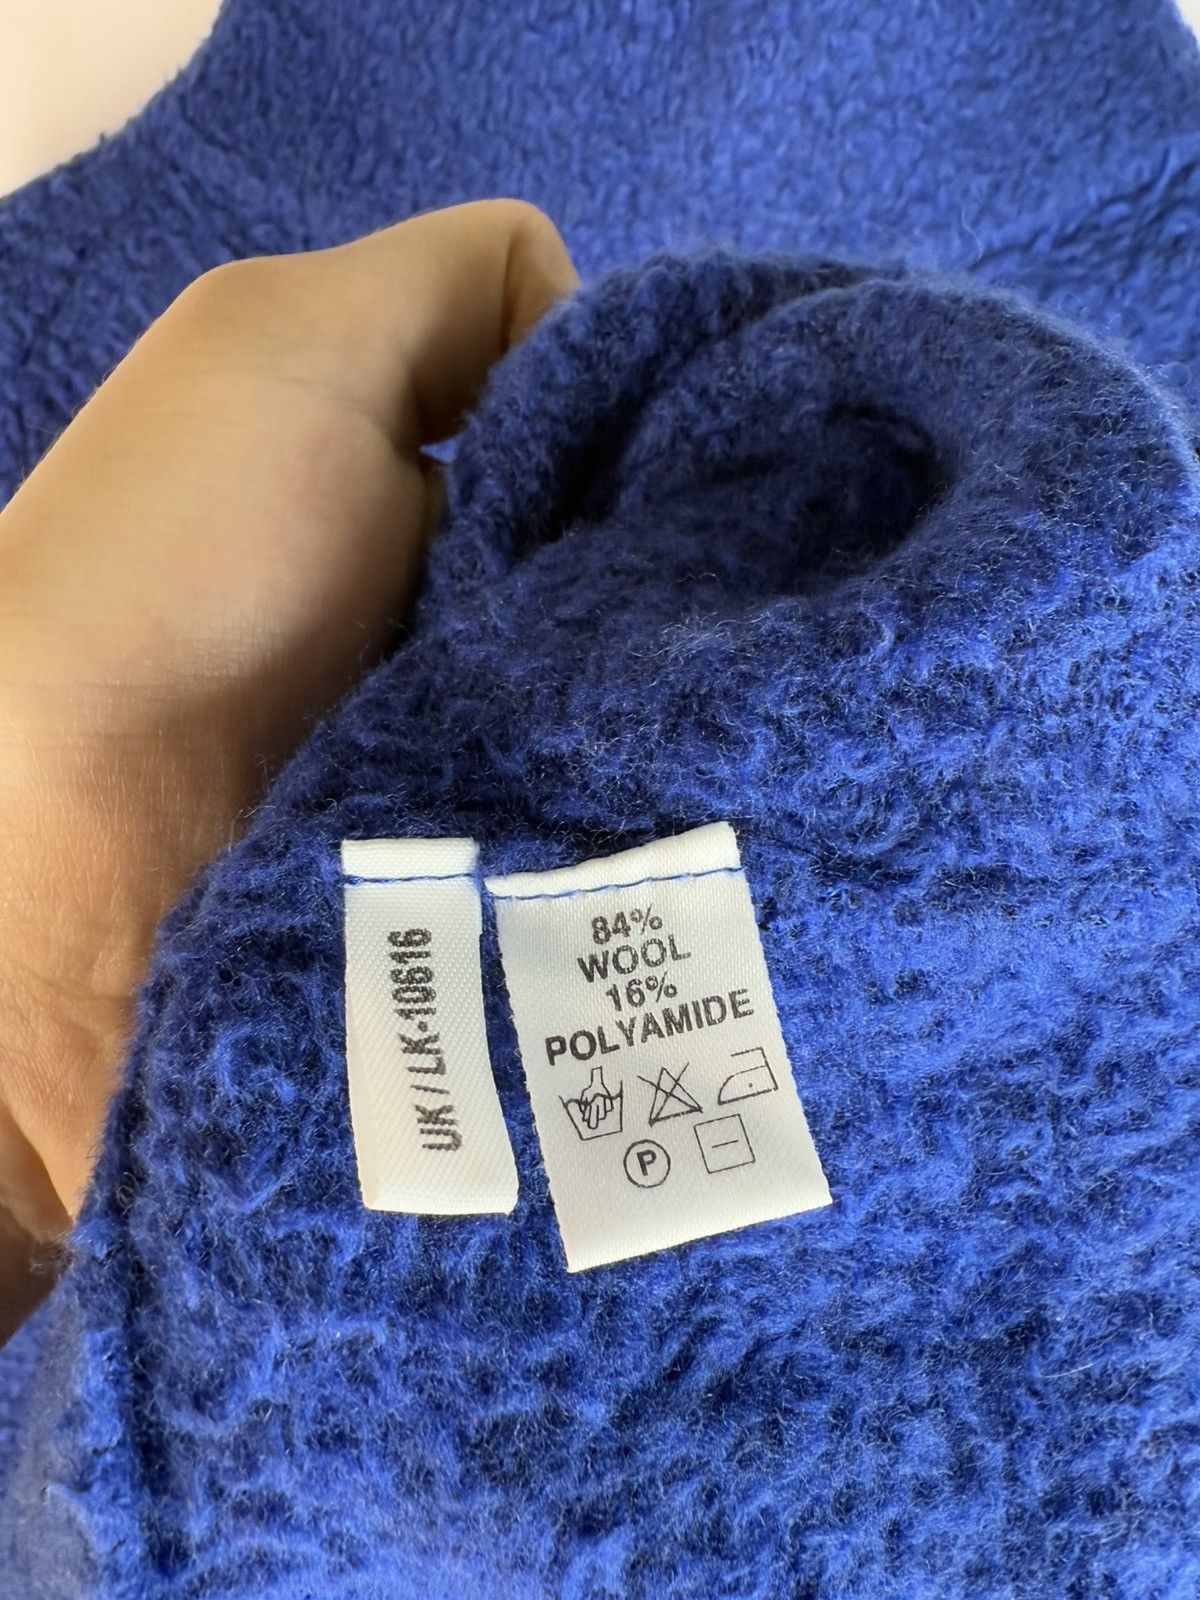 UK / LK-10616
84%
WOOL
16%
POLYAMIDE
P